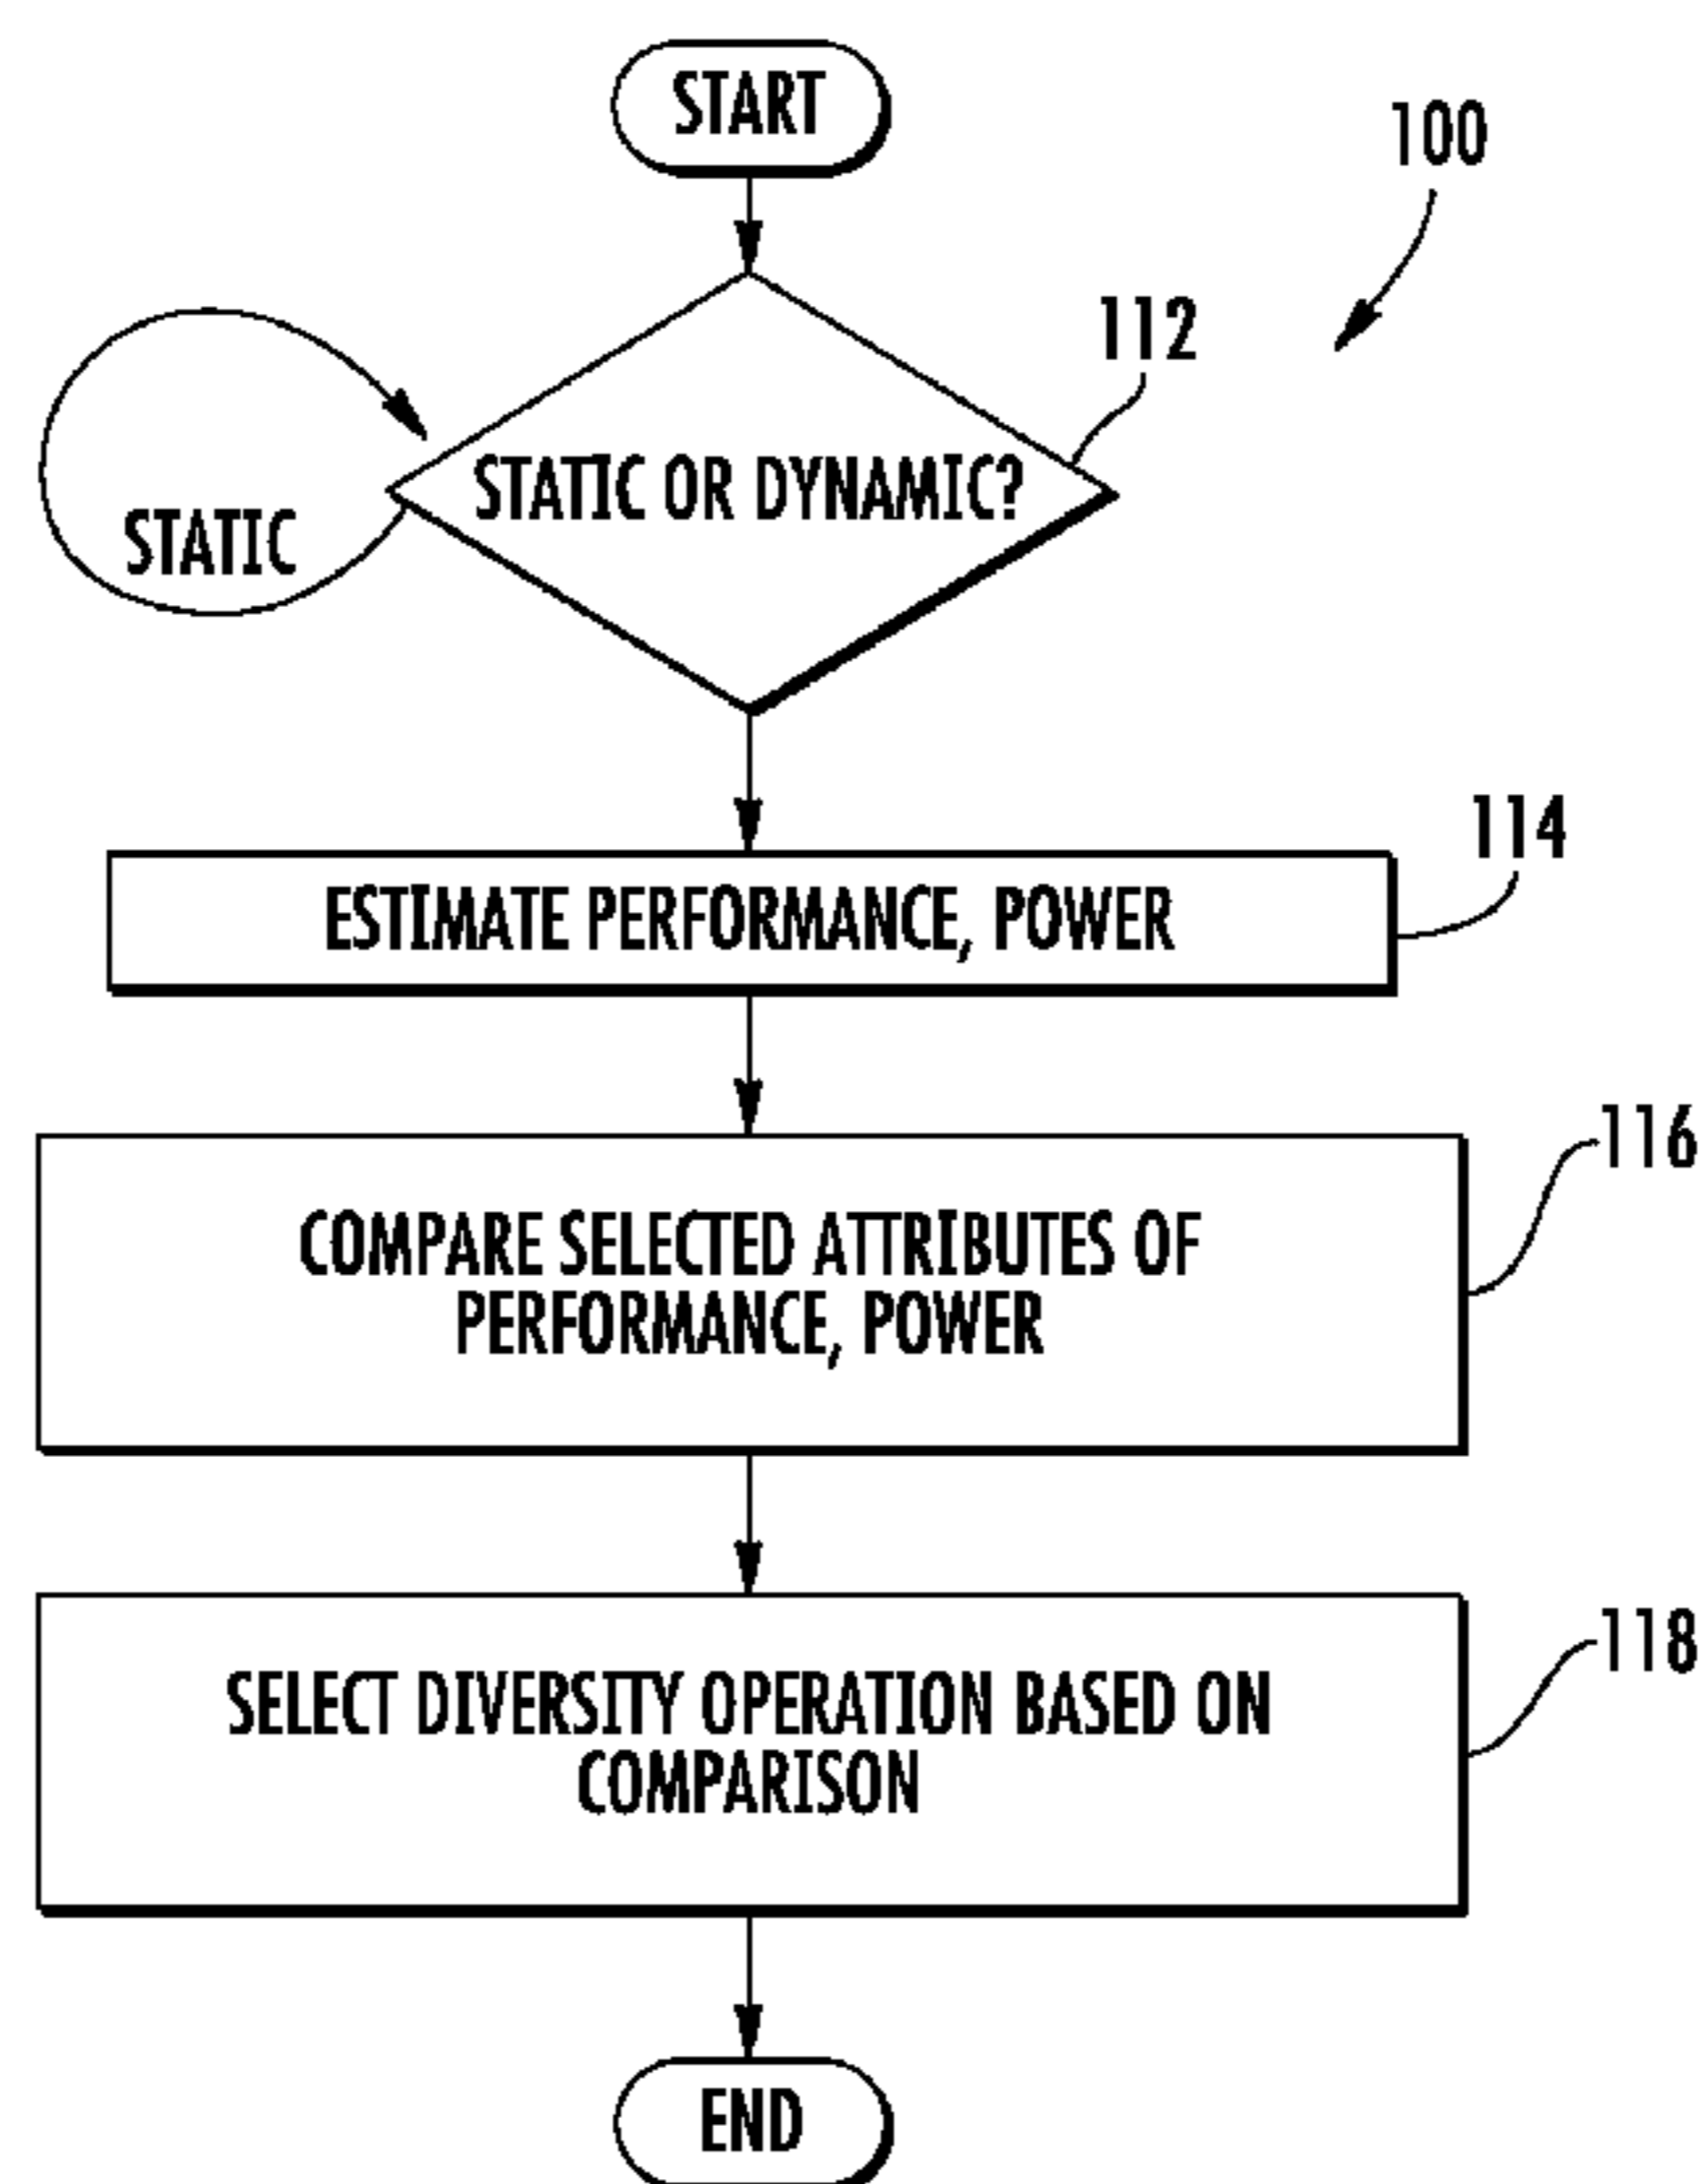 START
100
112
STATIC OR DYNAMIC?
STATIC
114
ESTIMATE PERFORMANCE, POWER
116
COMPARE SELECTED ATTRIBUTES OF
PERFORMANCE, POWER
118
SELECT DIVERSITY OPERATION BASED ON
COMPARISON
END